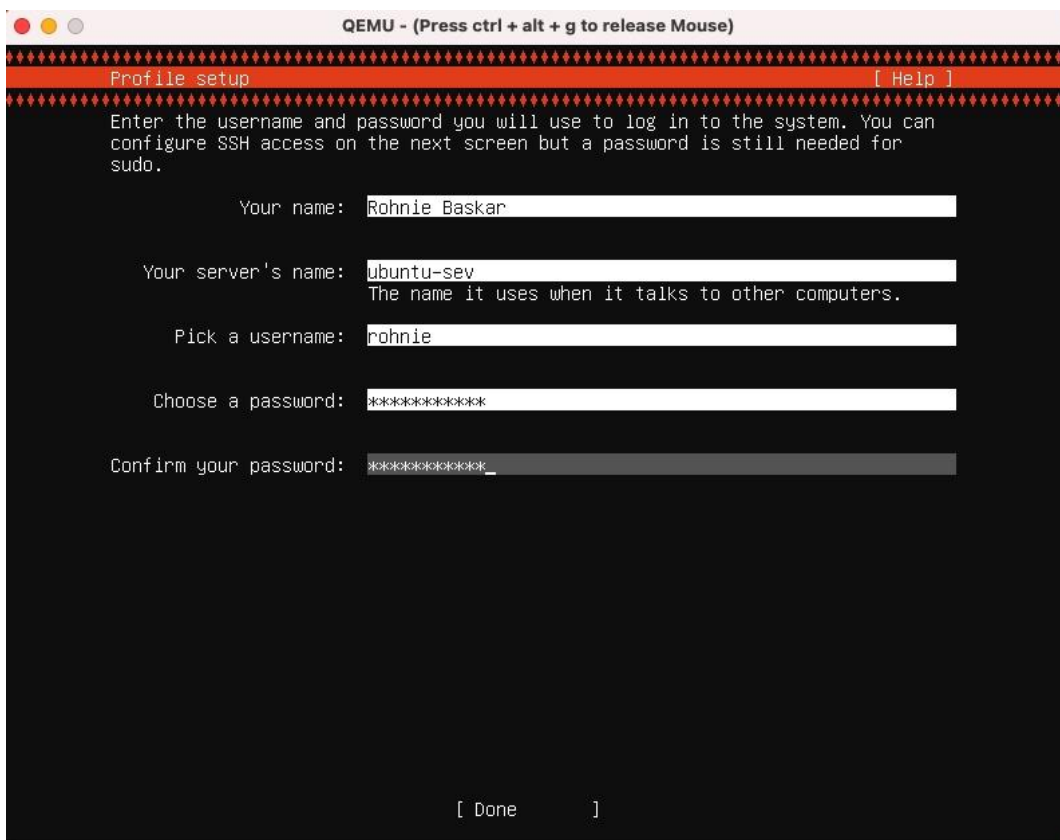 QEMU - (Press ctrl + alt + g to release Mouse)
Profile setup [ Help ]
Enter the username and password you will use to log in to the system. You can
configure SSH access on the next screen but a password is still needed for
sudo.
Your name: Rohnie Baskar
Your server's name: ubuntu-sev
The name it uses when it talks to other computers.
Pick a username: rohnie
Choose a password: ***********
Confirm your password: ***********_
[ Done ]